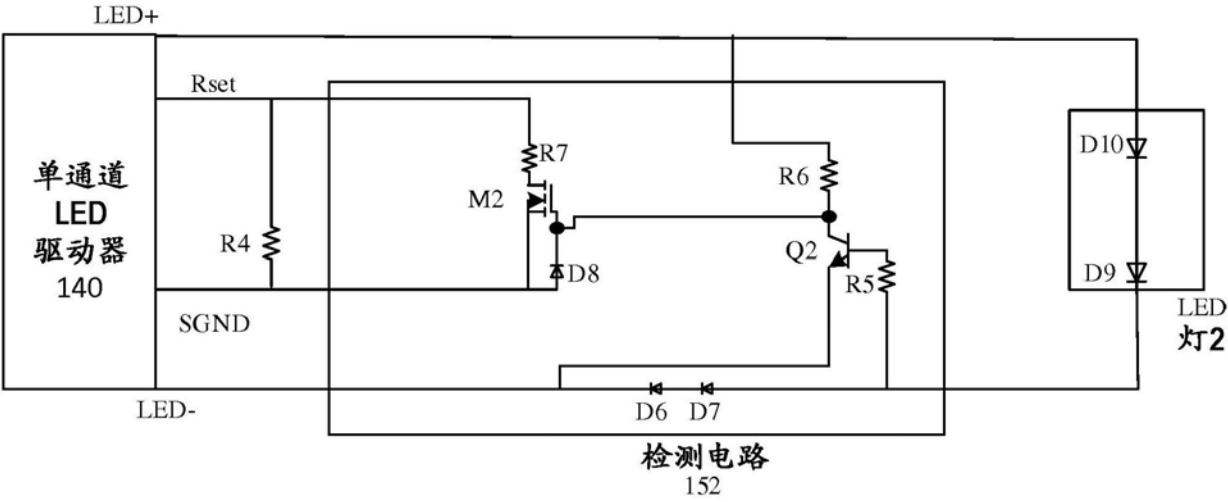 LED+
Rset
R7
D10
R6
M2
单通道
LED
驱动器
140
R4
Q2
D8
R5
D9
LED
灯2
SGND
LED-
D6 D7
检测电路
152